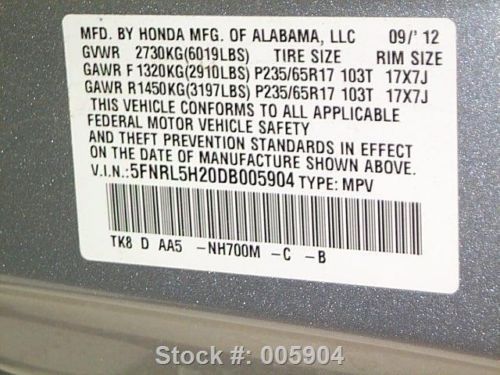 MFD. BY HONDA MFG. OF ALABAMA, LLC 09/'12
GVWR 2730KG(6019LBS) TIRE SIZE RIM SIZE
GAWR F 1320KG(2910LBS) P235/65R17 103T 17X7J
GAWR R1450KG(3197LBS) P235/65R17 103T 17X7J
THIS VEHICLE CONFORMS TO ALL APPLICABLE
FEDERAL MOTOR VEHICLE SAFETY
AND THEFT PREVENTION STANDARDS IN EFFECT
ON THE DATE OF MANUFACTURE SHOWN ABOVE.
V.I.N.:5FNRL5H20DB005904 TYPE: MPV
TK8 D AA5 -NH700M -C -B
Stock #: 005904